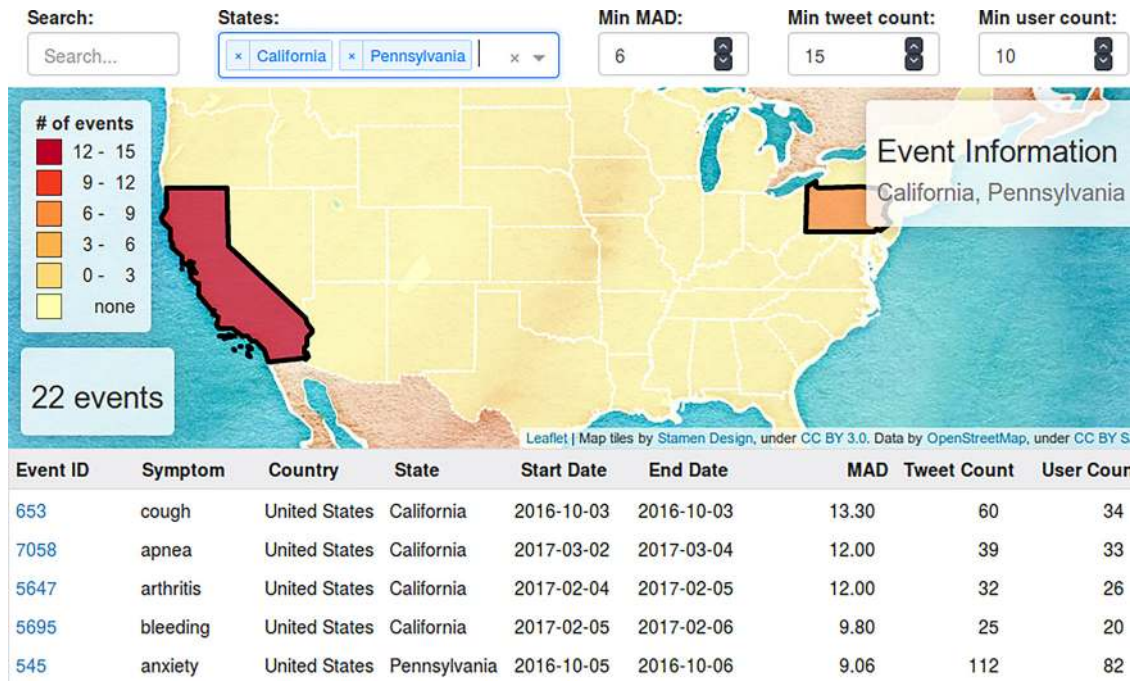 Search: States: Min MAD: Min tweet count: Min user count:
Search... × California × Pennsylvania × 6 15 10
# of events
12 - 15
9 - 12
6 - 9
3 - 6
0 - 3
none
Event Information
California, Pennsylvania
22 events
Leaflet | Map tiles by Stamen Design, under CC BY 3.0. Data by OpenStreetMap, under CC BY S
Event ID Symptom Country State Start Date End Date MAD Tweet Count User Coun
653 cough United States California 2016-10-03 2016-10-03 13.30 60 34
7058 apnea United States California 2017-03-02 2017-03-04 12.00 39 33
5647 arthritis United States California 2017-02-04 2017-02-05 12.00 32 26
5695 bleeding United States California 2017-02-05 2017-02-06 9.80 25 20
545 anxiety United States Pennsylvania 2016-10-05 2016-10-06 9.06 112 82